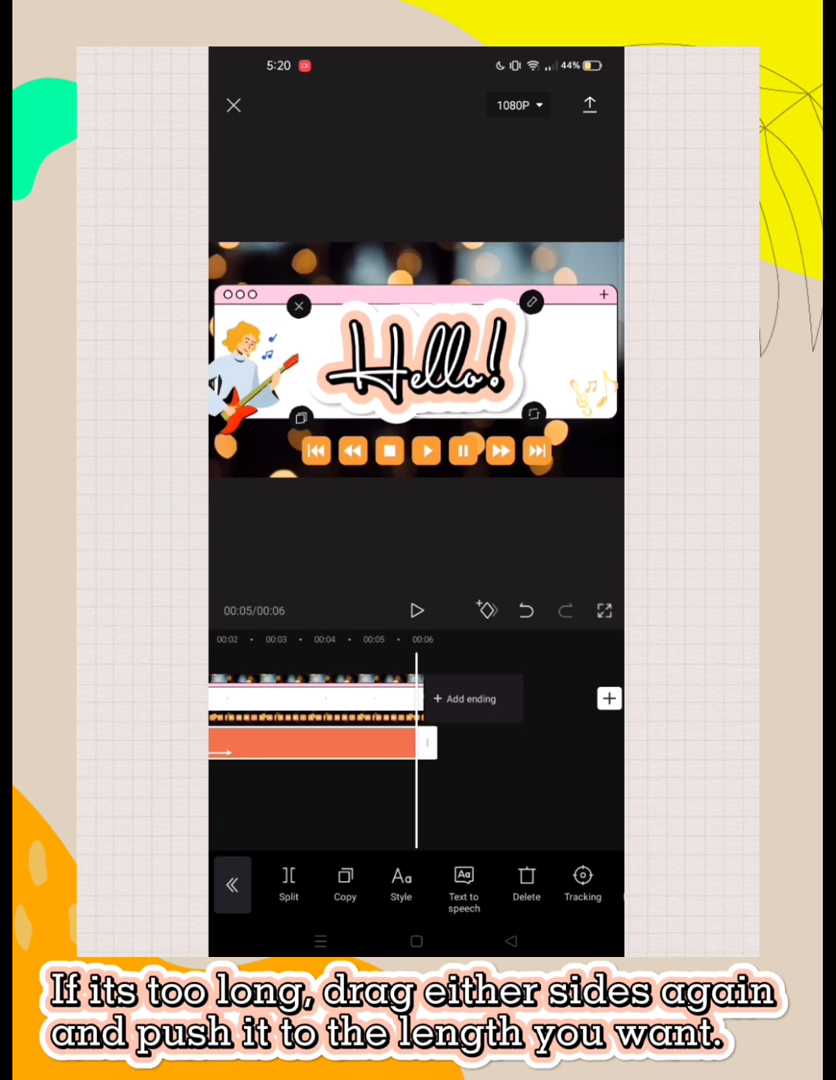 5:20
44%
1080P
Hello!
00:05/00:06
00:02 00:03 00:04 00:05 00:06
+ Add ending
Split Copy Style Text to speech Delete Tracking
If its too long, drag either sides again
and push it to the length you want.